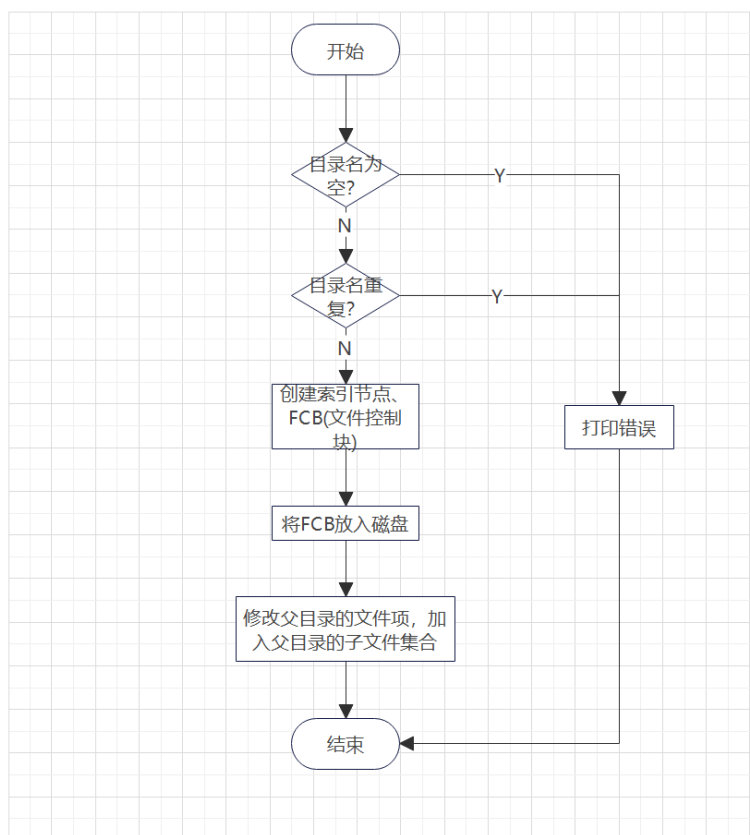 开始
目录名为
空？
Y
N
目录名重
复？
Y
N
创建索引节点、
FCB(文件控制
块)
打印错误
将FCB放入磁盘
修改父目录的文件项，加
入父目录的子文件集合
结束